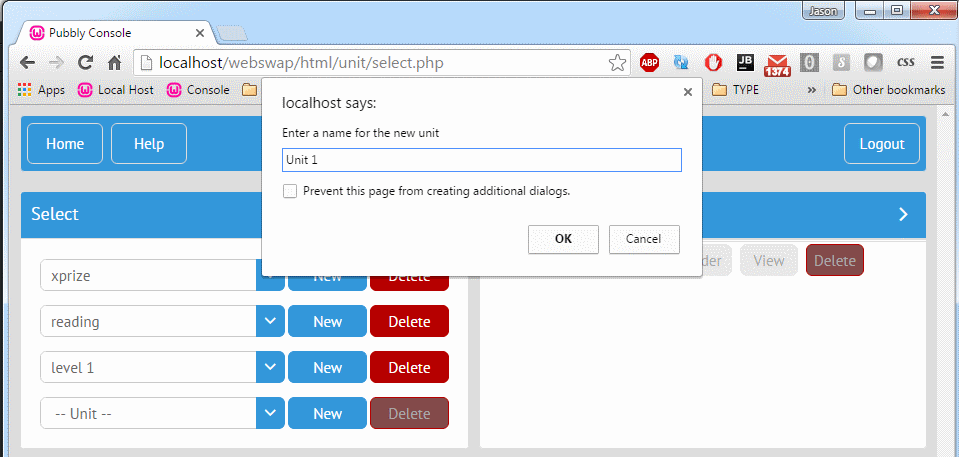 Jason
Pubbly Console
localhost/webswap/html/unit/select.php
ABP
JB
1374
css
Apps
Local Host
Console
TYPE
»
Other bookmarks
localhost says:
Enter a name for the new unit
Unit 1
Prevent this page from creating additional dialogs.
OK
Cancel
Home
Help
Logout
Select
xprize
New
Delete
der
View
Delete
reading
New
Delete
level 1
New
Delete
-- Unit --
New
Delete